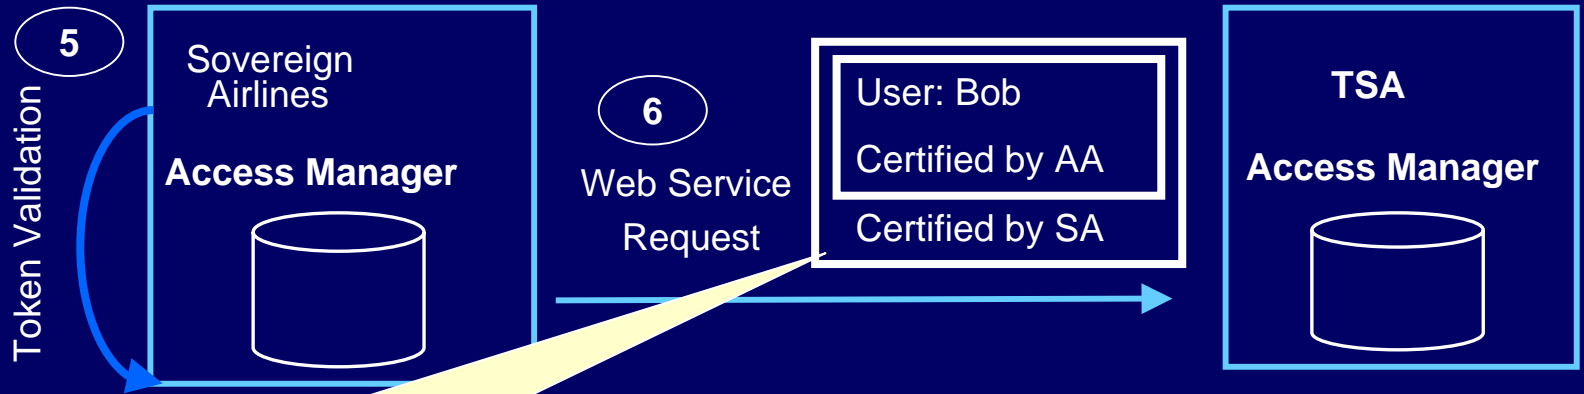 5
Token Validation
Sovereign
Airlines
Access Manager
6
Web Service
Request
User: Bob
Certified by AA
Certified by SA
TSA
Access Manager